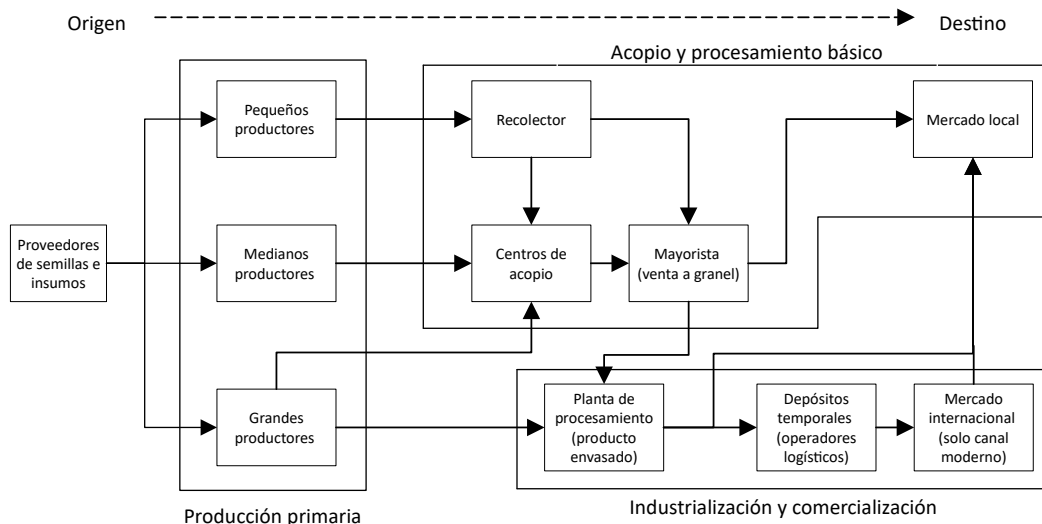 Origen
Destino
Acopio y procesamiento básico
Pequeños
productores
Recolector
Mercado local
Proveedores
de semillas e
insumos
Medianos
productores
Centros de
acopio
Mayorista
(venta a granel)
Grandes
productores
Planta de
procesamiento
(producto
envasado)
Depósitos
temporales
(operadores
logísticos)
Mercado
internacional
(solo canal
moderno)
Producción primaria
Industrialización y comercialización